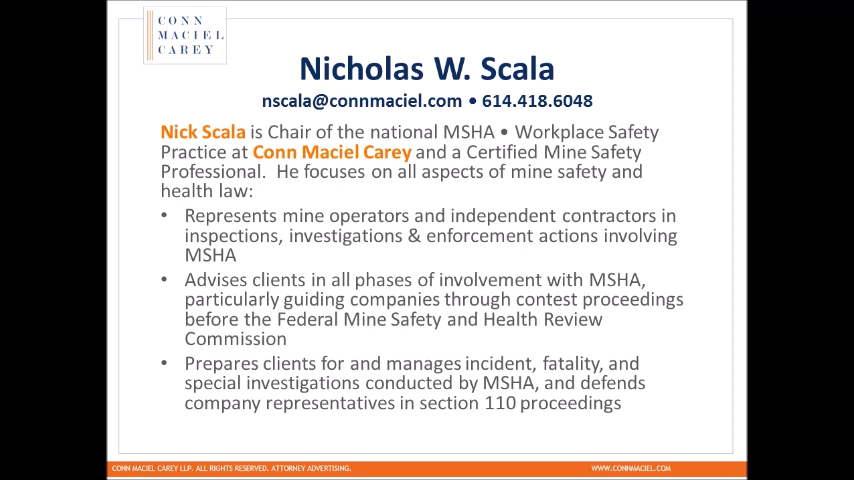 CONN
MACIEL
CAREY
Nicholas W. Scala
nscala@connmaciel.com • 614.418.6048
Nick Scala is Chair of the national MSHA • Workplace Safety
Practice at Conn Maciel Carey and a Certified Mine Safety
Professional. He focuses on all aspects of mine safety and
health law:
• Represents mine operators and independent contractors in
inspections, investigations & enforcement actions involving
MSHA
• Advises clients in all phases of involvement with MSHA,
particularly guiding companies through contest proceedings
before the Federal Mine Safety and Health Review
Commission
• Prepares clients for and manages incident, fatality, and
special investigations conducted by MSHA, and defends
company representatives in section 110 proceedings
CONN MACIEL CAREY LLP. ALL RIGHTS RESERVED. ATTORNEY ADVERTISING.
WWW.CONNMACIEL.COM